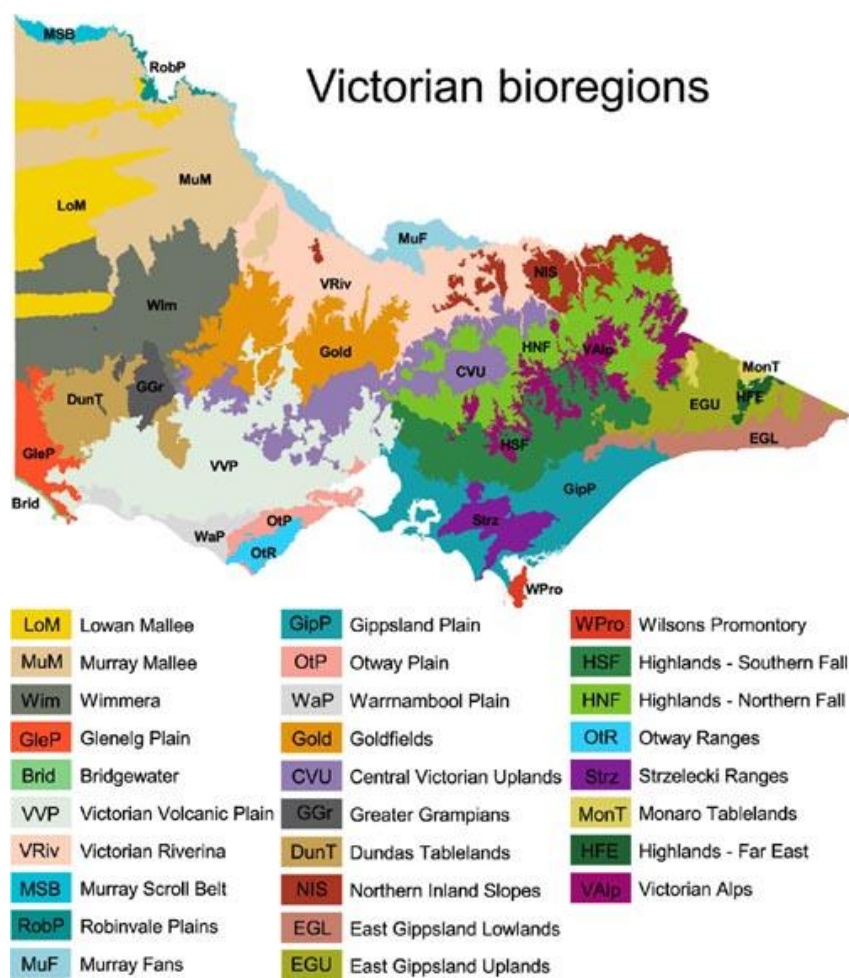 Victorian bioregions
MSB
RobP
MuM
LoM
MuF
NIS
VRiv
Wim
Gold
HNF
VAlp
CVU
MonT
GGr
DunT
EGU
HFE
HSF
EGL
GleP
VVP
GipP
Brid
OtP
Strz
WaP
OtR
WPro
LoM Lowan Mallee
MuM Murray Mallee
Wim Wimmera
GleP Glenelg Plain
Brid Bridgewater
VVP Victorian Volcanic Plain
VRiv Victorian Riverina
MSB Murray Scroll Belt
RobP Robinvale Plains
MuF Murray Fans
GipP Gippsland Plain
OtP Otway Plain
WaP Warrnambool Plain
Gold Goldfields
CVU Central Victorian Uplands
GGr Greater Grampians
DunT Dundas Tablelands
NIS Northern Inland Slopes
EGL East Gippsland Lowlands
EGU East Gippsland Uplands
WPro Wilsons Promontory
HSF Highlands - Southern Fall
HNF Highlands - Northern Fall
OtR Otway Ranges
Strz Strzelecki Ranges
MonT Monaro Tablelands
HFE Highlands - Far East
VAlp Victorian Alps